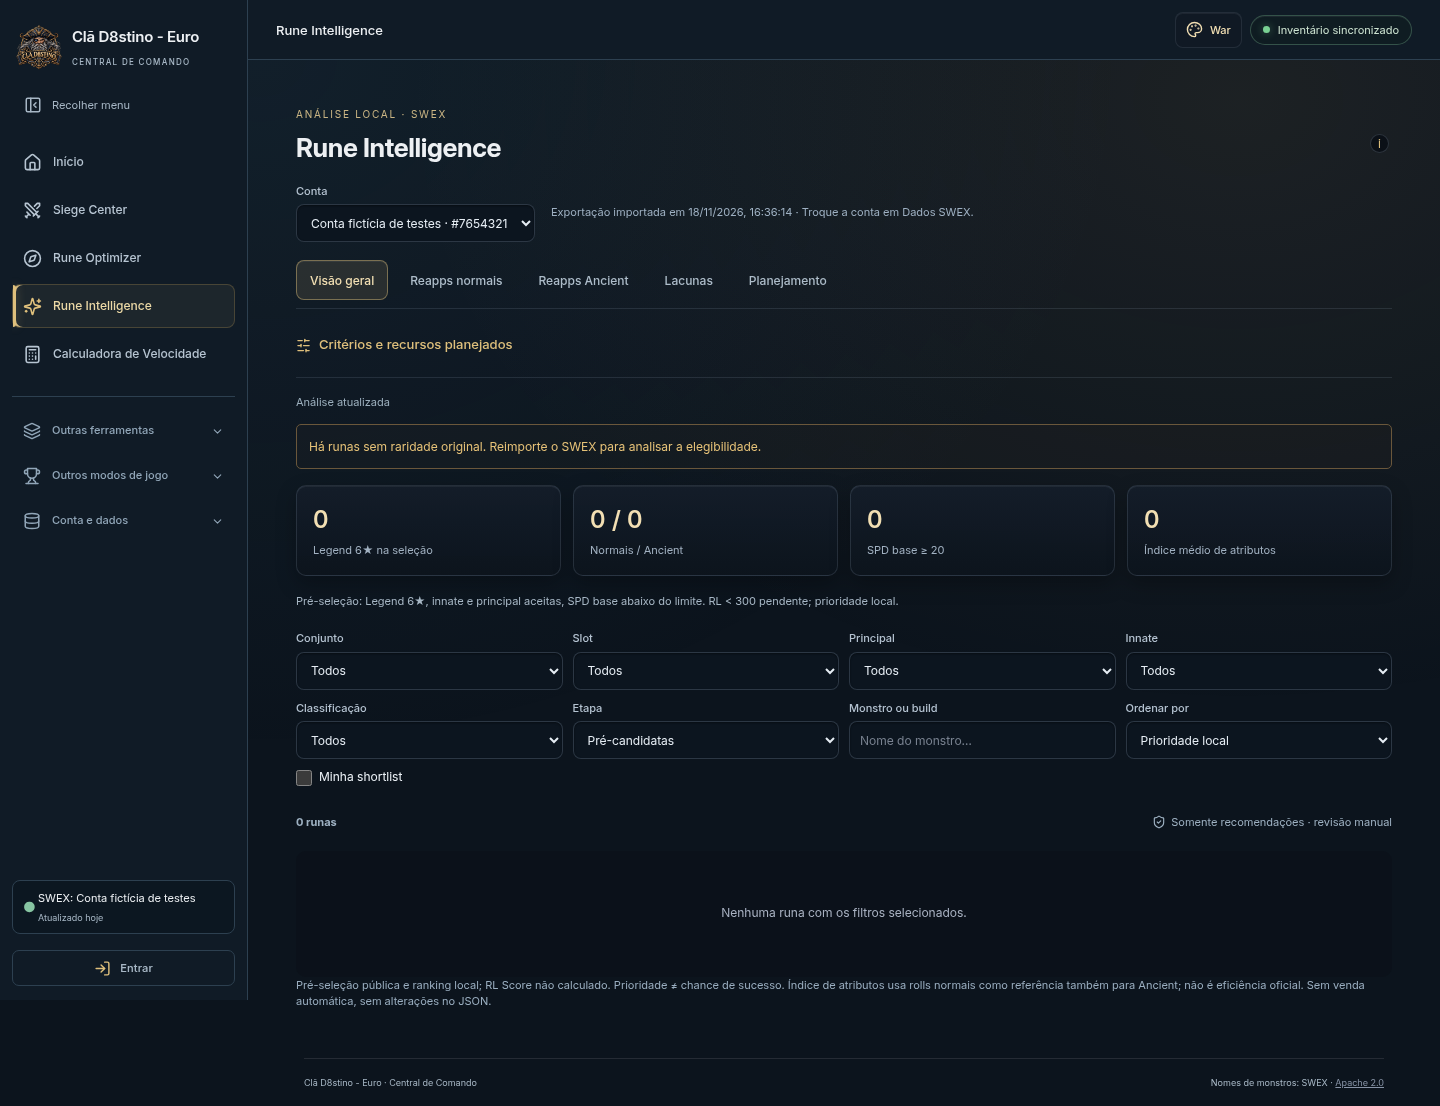 Clã D8stino - Euro
CENTRAL DE COMANDO
Recolher menu
Início
Siege Center
Rune Optimizer
Rune Intelligence
Calculadora de Velocidade
Outras ferramentas
Outros modos de jogo
Conta e dados
SWEX: Conta fictícia de testes
Atualizado hoje
Entrar
Rune Intelligence
War
Inventário sincronizado
ANÁLISE LOCAL · SWEX
Rune Intelligence
i
Conta
Conta fictícia de testes · #7654321
Exportação importada em 18/11/2026, 16:36:14 · Troque a conta em Dados SWEX.
Visão geral
Reapps normais
Reapps Ancient
Lacunas
Planejamento
Critérios e recursos planejados
Análise atualizada
Há runas sem raridade original. Reimporte o SWEX para analisar a elegibilidade.
0
Legend 6★ na seleção
0 / 0
Normais / Ancient
0
SPD base ≥ 20
0
Índice médio de atributos
Pré-seleção: Legend 6★, innate e principal aceitas, SPD base abaixo do limite. RL < 300 pendente; prioridade local.
Conjunto
Slot
Principal
Innate
Todos
Todos
Todos
Todos
Classificação
Etapa
Monstro ou build
Ordenar por
Todos
Pré-candidatas
Nome do monstro...
Prioridade local
Minha shortlist
0 runas
Somente recomendações · revisão manual
Nenhuma runa com os filtros selecionados.
Pré-seleção pública e ranking local; RL Score não calculado. Prioridade ≠ chance de sucesso. Índice de atributos usa rolls normais como referência também para Ancient; não é eficiência oficial. Sem venda
automática, sem alterações no JSON.
Clã D8stino - Euro · Central de Comando
Nomes de monstros: SWEX · Apache 2.0